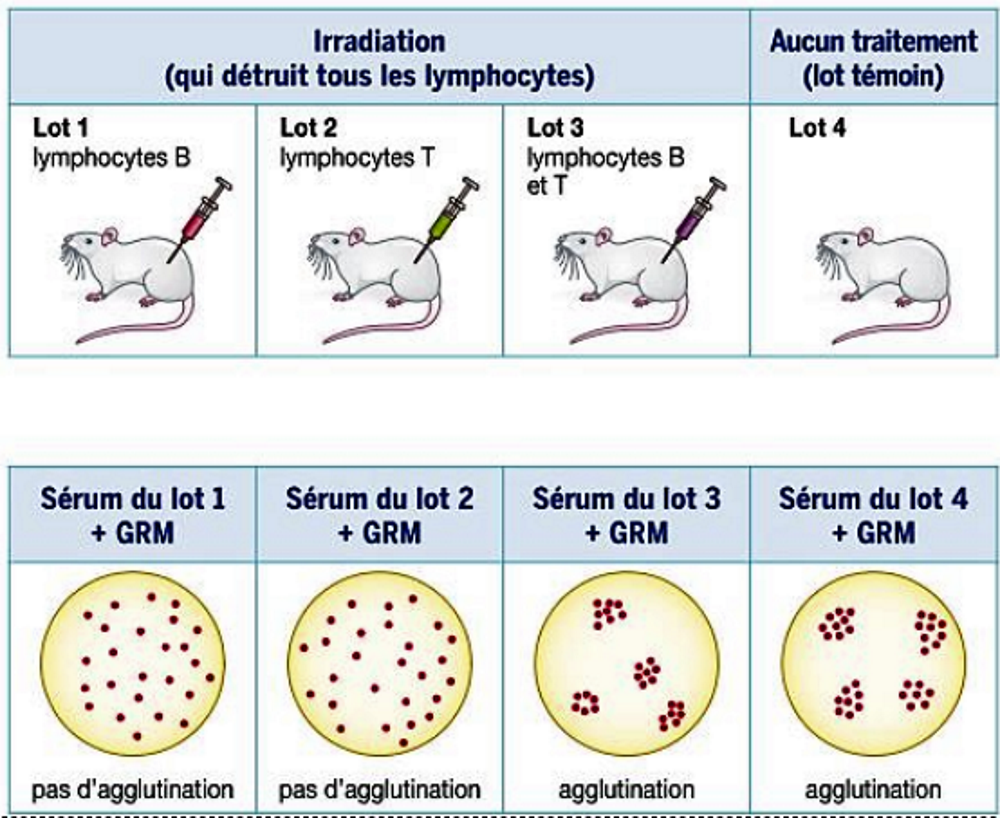 Irradiation
(qui détruit tous les lymphocytes)
Aucun traitement
(lot témoin)
Lot 1
lymphocytes B
Lot 2
lymphocytes T
Lot 3
lymphocytes B
et T
Lot 4
Sérum du lot 1
+ GRM
Sérum du lot 2
+ GRM
Sérum du lot 3
+ GRM
Sérum du lot 4
+ GRM
pas d'agglutination
pas d'agglutination
agglutination
agglutination